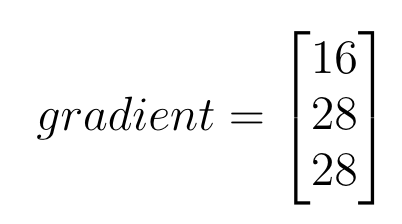 16
gradient = 28
28